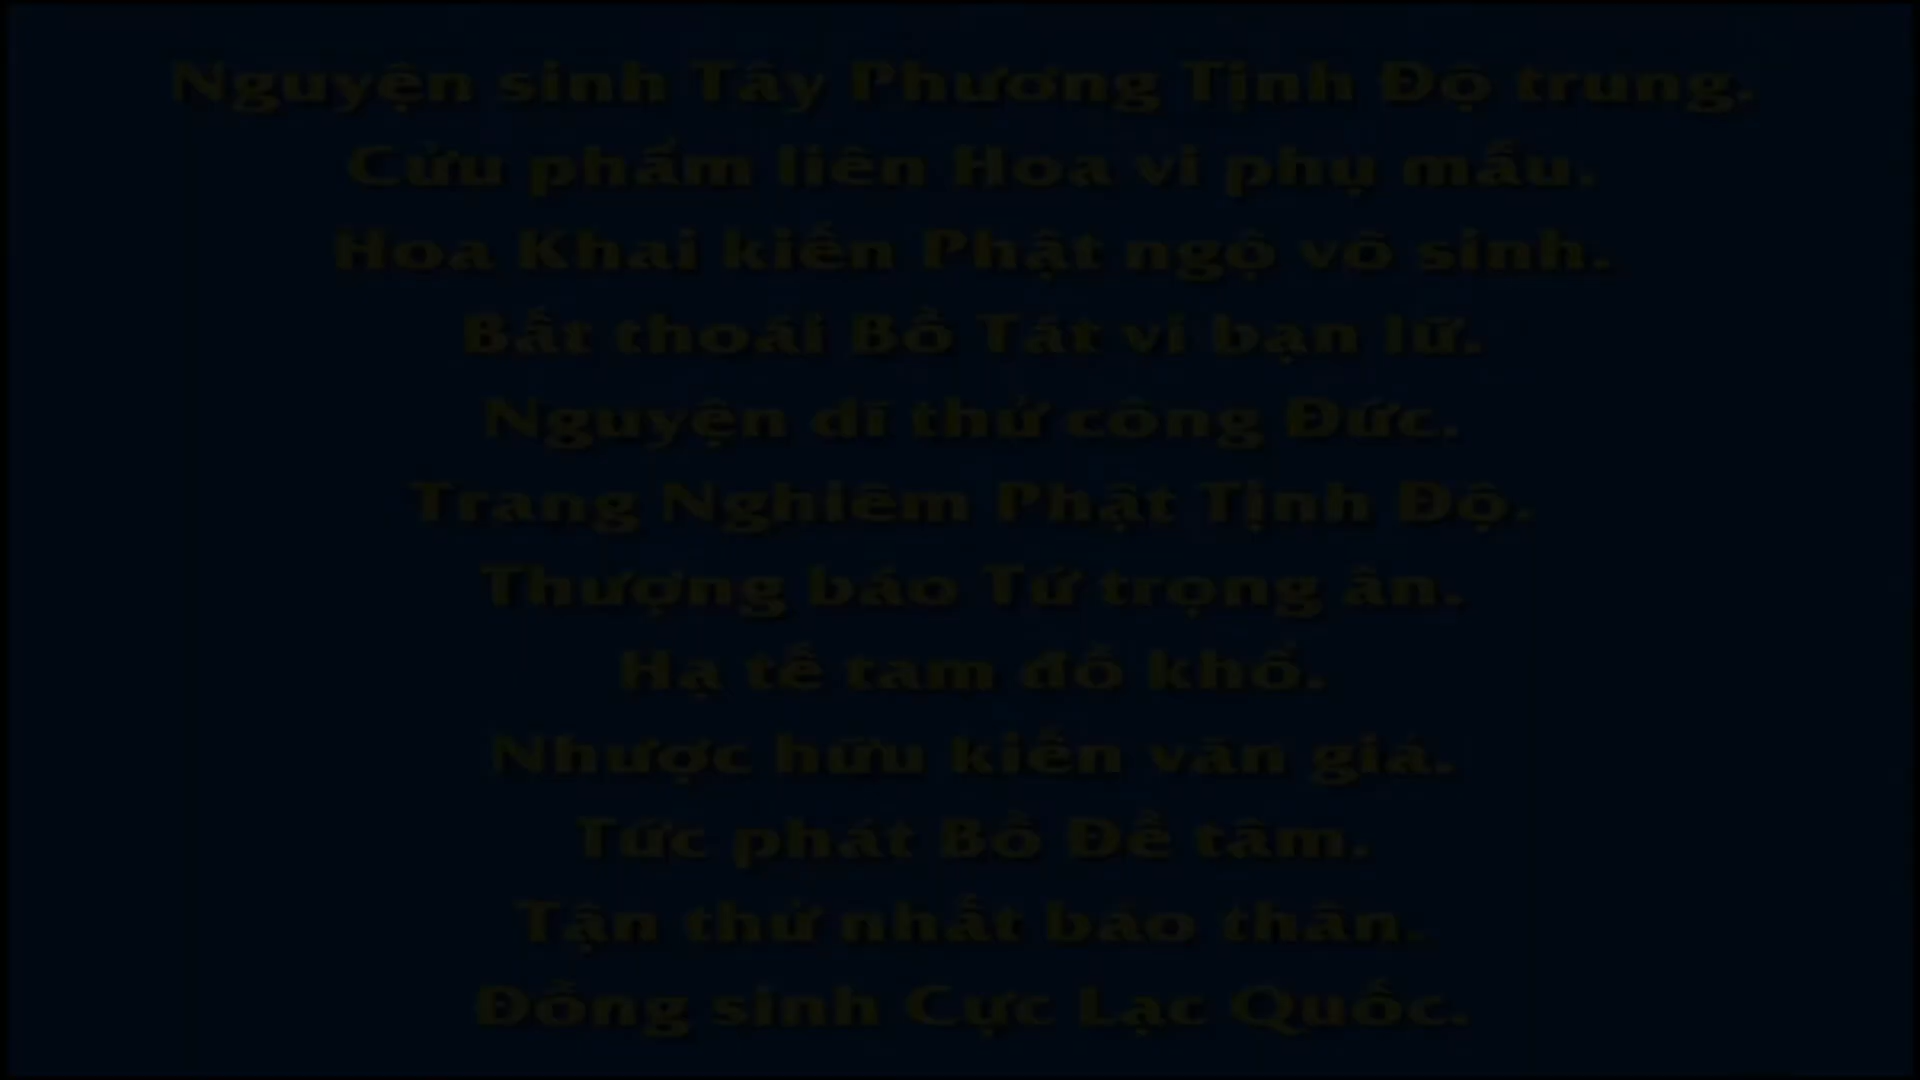 Nguyện sinh Tây Phương Tịnh Độ trung.
Cửu phẩm liên Hoa vi phụ mẫu.
Hoa Khai kiến Phật ngộ vô sinh.
Bất thoái Bồ Tát vi bạn lữ.
Nguyện dĩ thử công Đức.
Trang Nghiêm Phật Tịnh Độ.
Thượng báo Tứ trọng ân.
Hạ tế tam đồ khổ.
Nhược hữu kiến văn giả.
Tức phát Bồ Đề tâm.
Tận thử nhất báo thân.
Đồng sinh Cực Lạc Quốc.